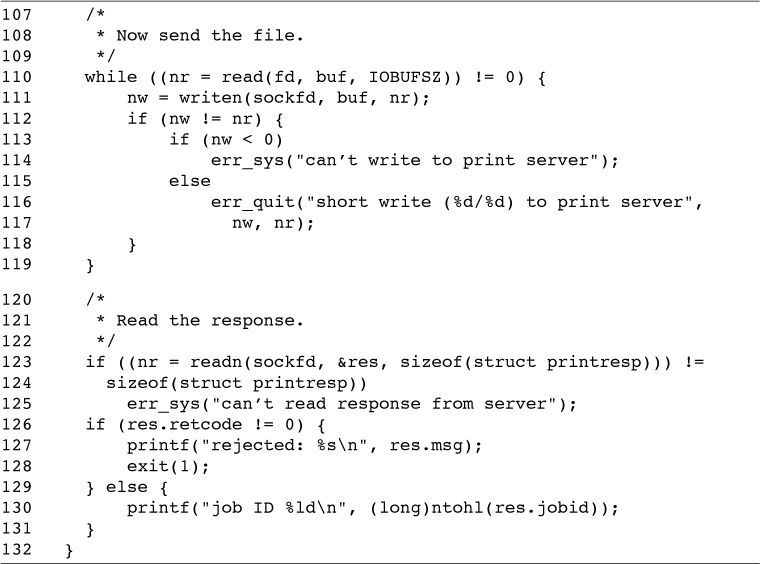 107     /*
108      * Now send the file.
109      */
110     while ((nr = read(fd, buf, IOBUFSZ)) != 0) {
111         nw = writen(sockfd, buf, nr);
112         if (nw != nr) {
113             if (nw < 0)
114                 err_sys("can’t write to print server");
115             else
116                 err_quit("short write (%d/%d) to print server",
117                   nw, nr);
118         }
119     }
120     /*
121      * Read the response.
122      */
123     if ((nr = readn(sockfd, &res, sizeof(struct printresp))) !=
124       sizeof(struct printresp))
125         err_sys("can’t read response from server");
126     if (res.retcode != 0) {
127         printf("rejected: %s\n", res.msg);
128         exit(1);
129     } else {
130         printf("job ID %ld\n", (long)ntohl(res.jobid));
131     }
132   }